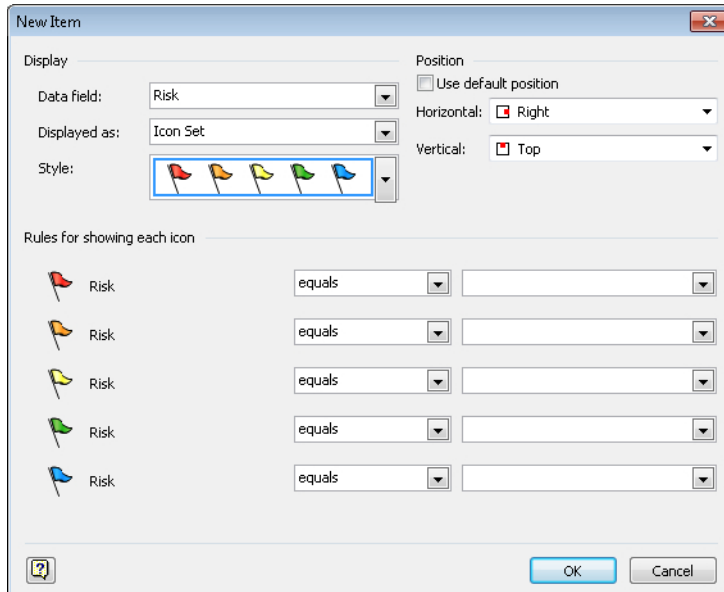 New Item
Display
Data field: Risk
Displayed as: Icon Set
Style:
Position
Use default position
Horizontal: Right
Vertical: Top
Rules for showing each icon
Risk equals
Risk equals
Risk equals
Risk equals
Risk equals
? OK Cancel